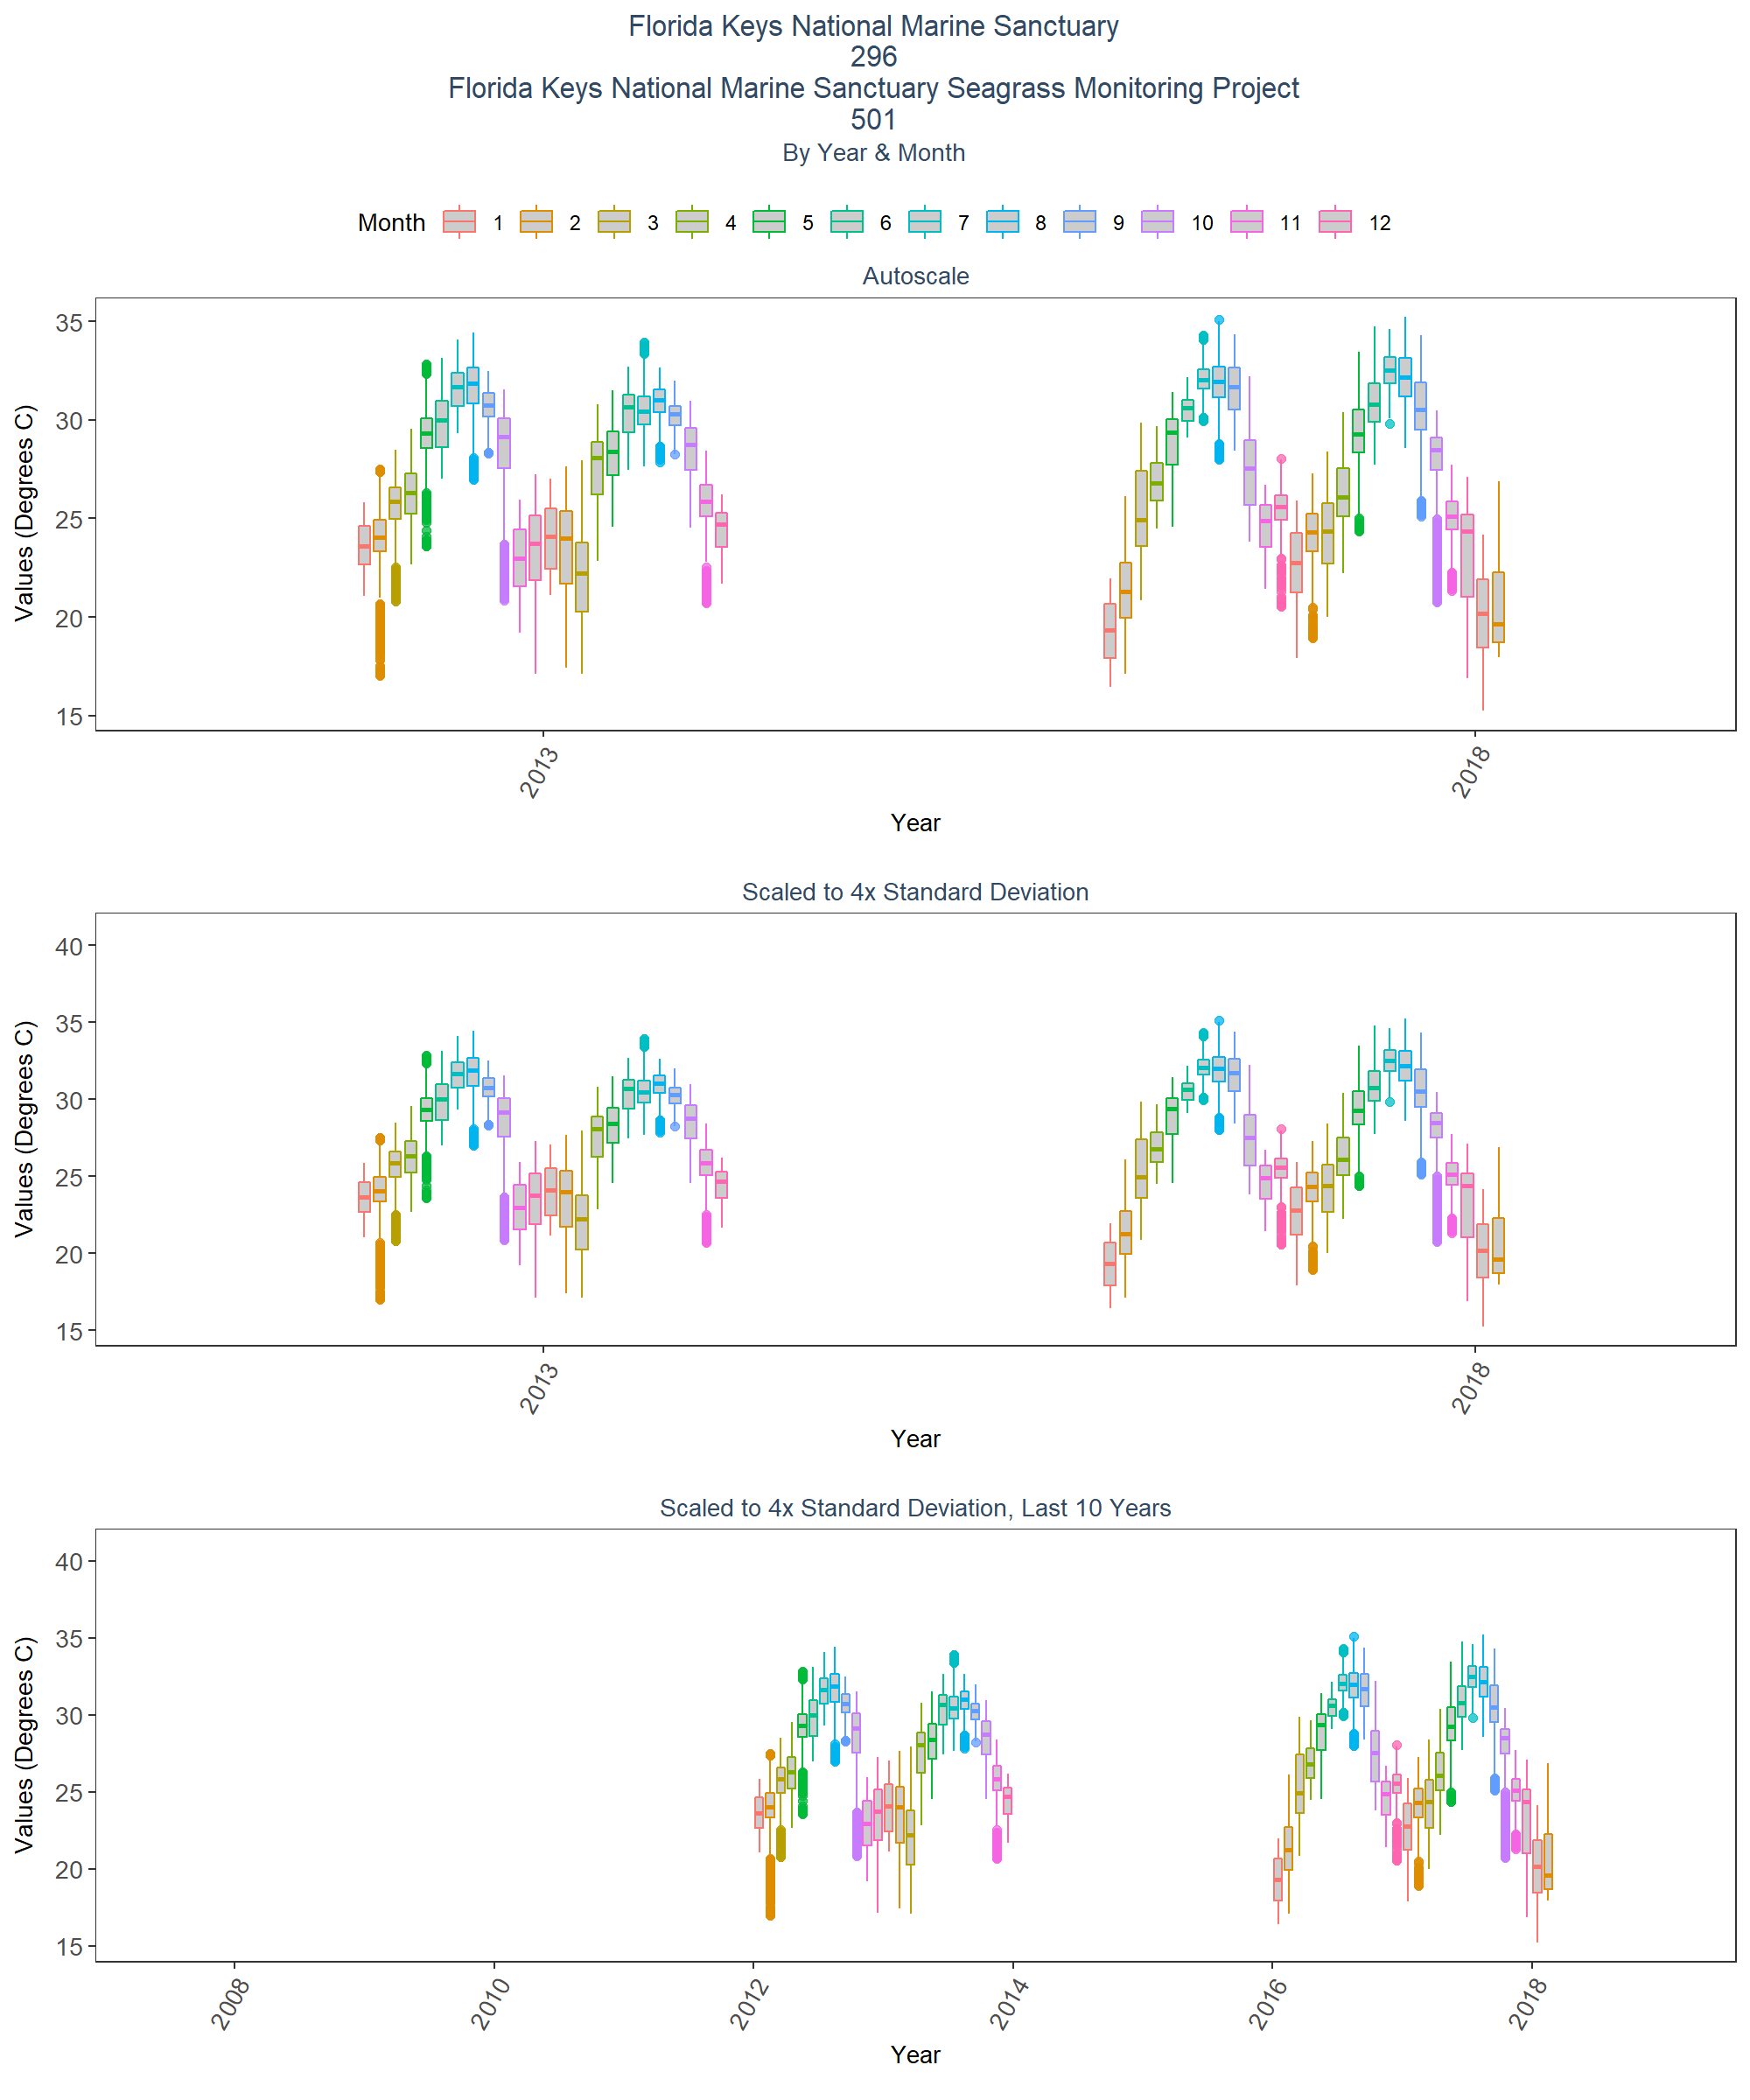 Florida Keys National Marine Sanctuary
296
Florida Keys National Marine Sanctuary Seagrass Monitoring Project
501
By Year & Month
Month 1 2 3 4 5 6 7 8 9 10 11 12
Autoscale
Values (Degrees C)
35
30
25
20
15
2013 2018
Year
Scaled to 4x Standard Deviation
Values (Degrees C)
40
35
30
25
20
15
2013 2018
Year
Scaled to 4x Standard Deviation, Last 10 Years
Values (Degrees C)
40
35
30
25
20
15
2008 2010 2012 2014 2016 2018
Year